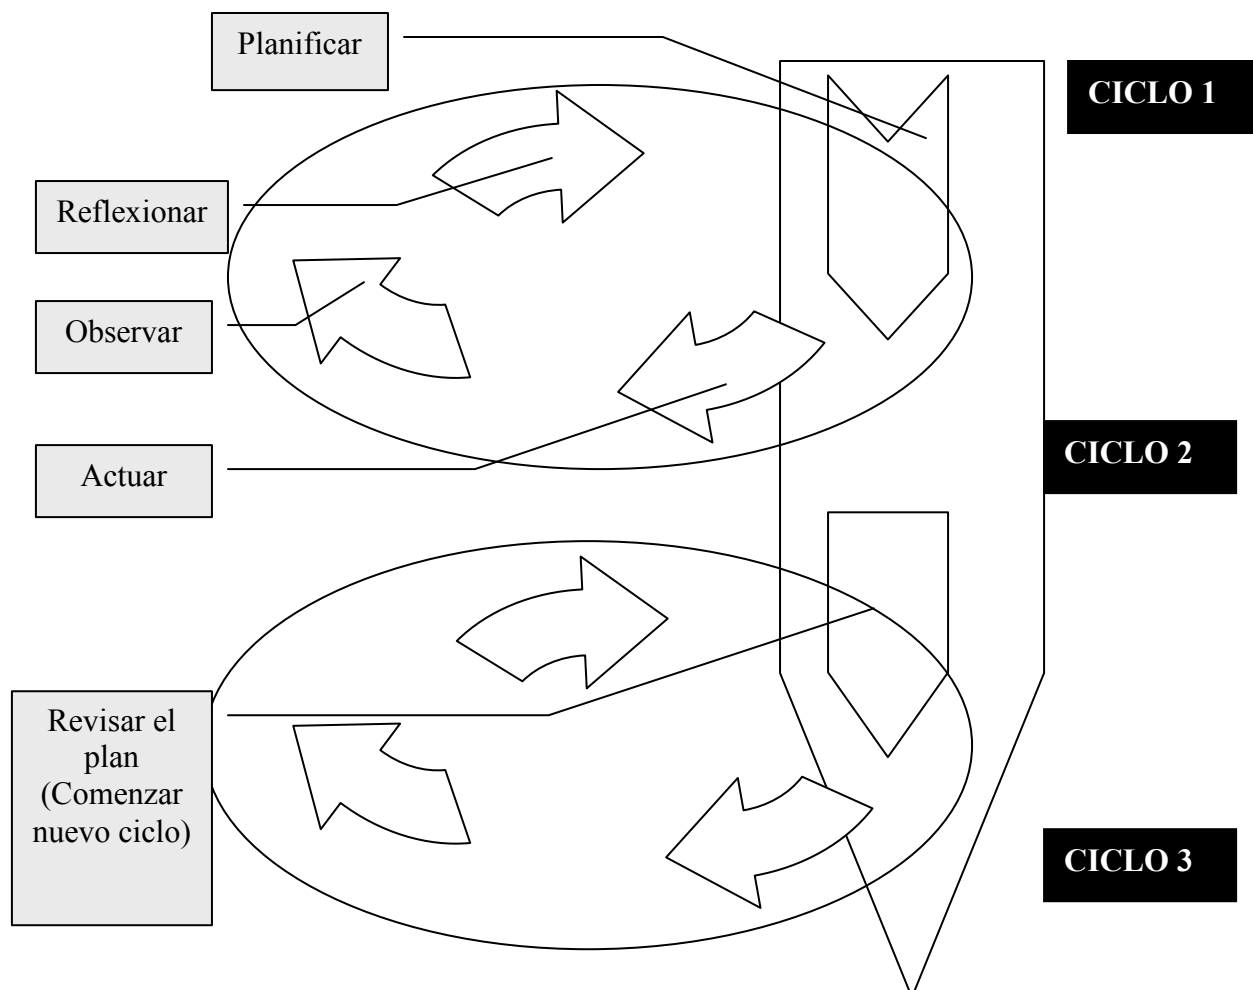 Planificar
CICLO 1
Reflexionar
Observar
CICLO 2
Actuar
Revisar el
plan
(Comenzar
nuevo ciclo)
CICLO 3